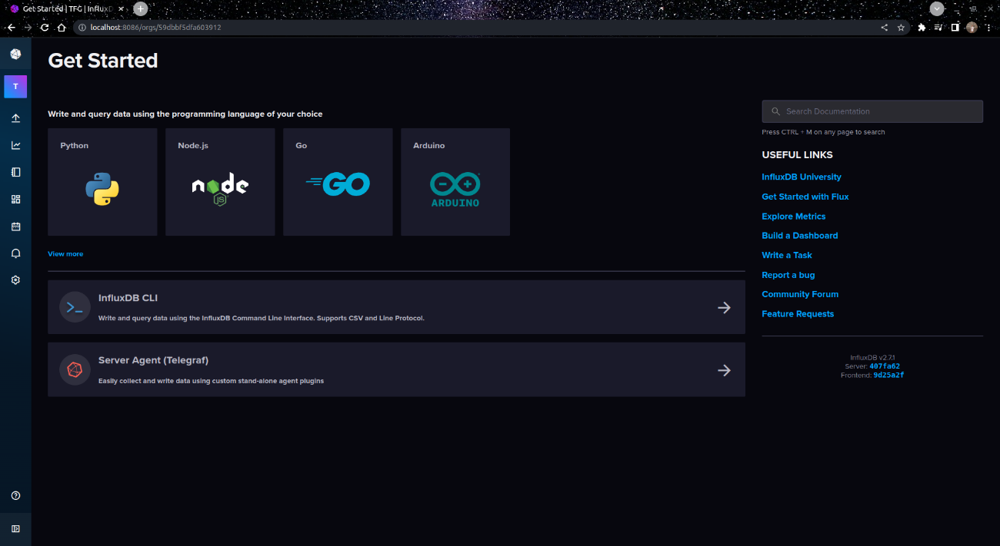 Get Started | TFG | InfluxD
localhost:8086/orgs/59dbbf5dfa603912
T
Get Started
Write and query data using the programming language of your choice
Python
Node.js
Go
Arduino
node
JS
GO
ARDUINO
View more
InfluxDB CLI
Write and query data using the InfluxDB Command Line Interface. Supports CSV and Line Protocol.
Server Agent (Telegraf)
Easily collect and write data using custom stand-alone agent plugins
Search Documentation
Press CTRL + M on any page to search
USEFUL LINKS
InfluxDB University
Get Started with Flux
Explore Metrics
Build a Dashboard
Write a Task
Report a bug
Community Forum
Feature Requests
InfluxDB v2.7.1
Server: 407fa62
Frontend: 9d25a2f